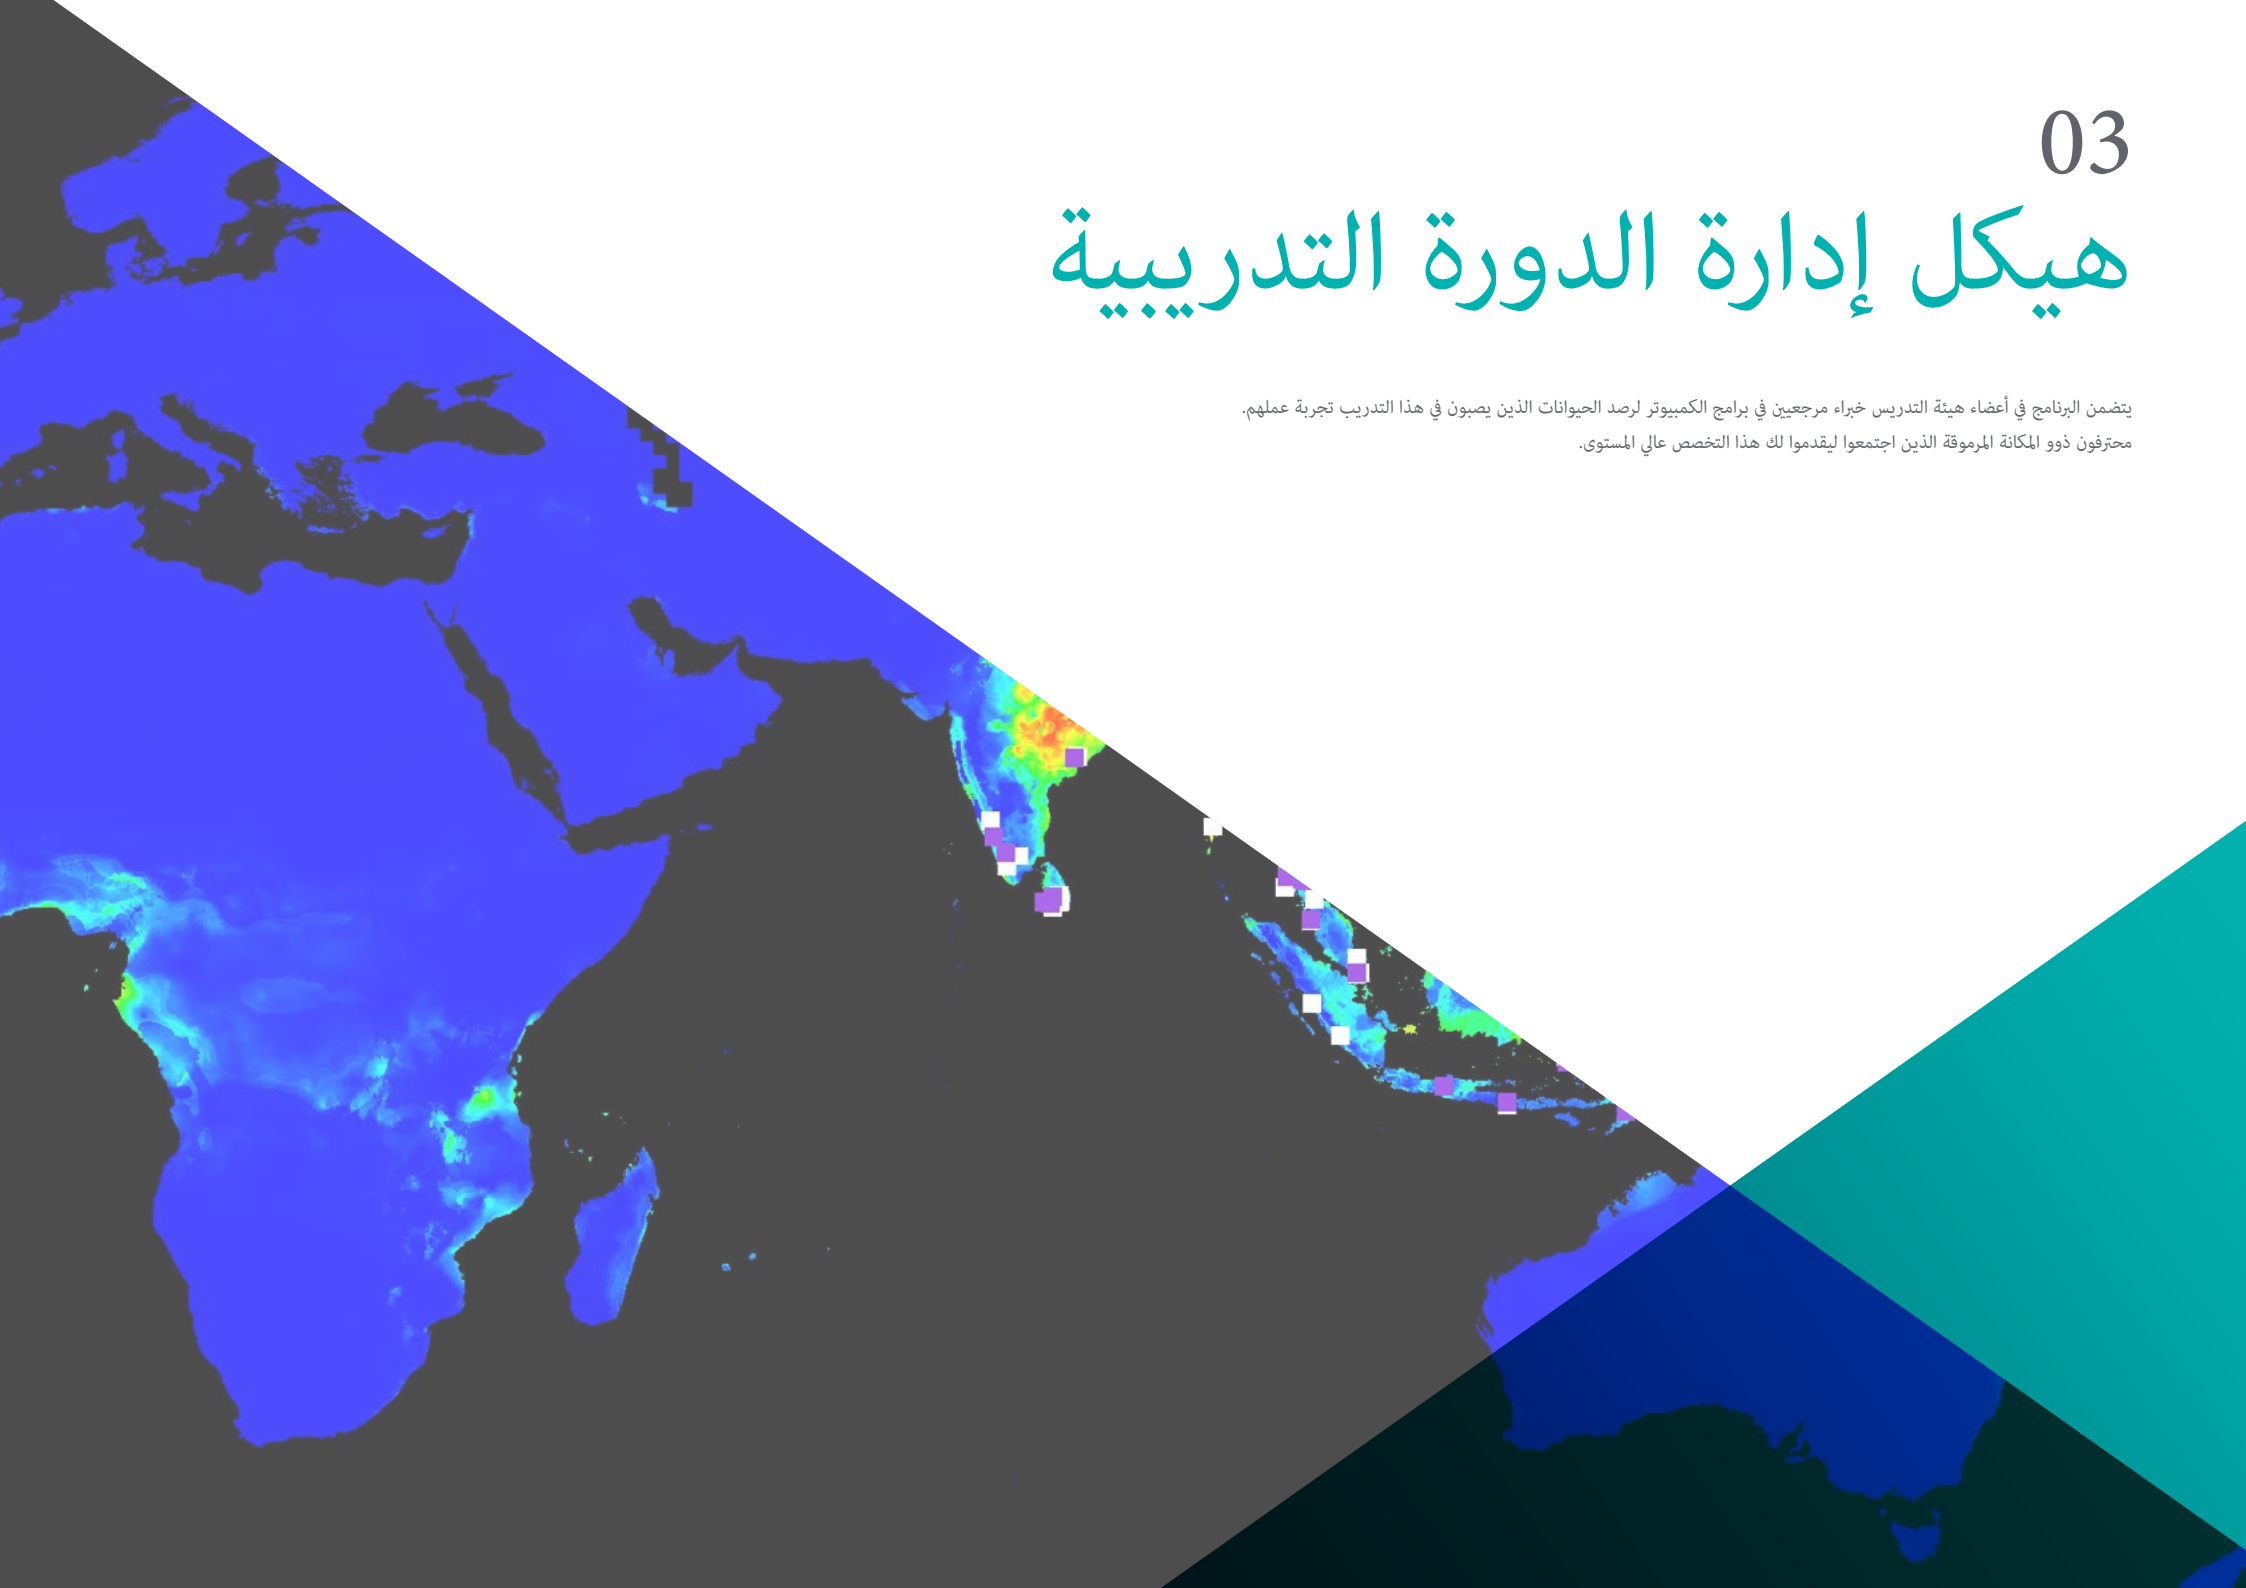 03
هيكل إدارة الدورة التدريبية
يتضمن البرنامج في أعضاء هيئة التدريس خبراء مرجعيين في برامج الكمبيوتر لرصد الحيوانات الذين يصبون في هذا التدريب تجربة عملهم.
محترفون ذوو المكانة المرموقة الذين اجتمعوا ليقدموا لك هذا التخصص عالي المستوى.